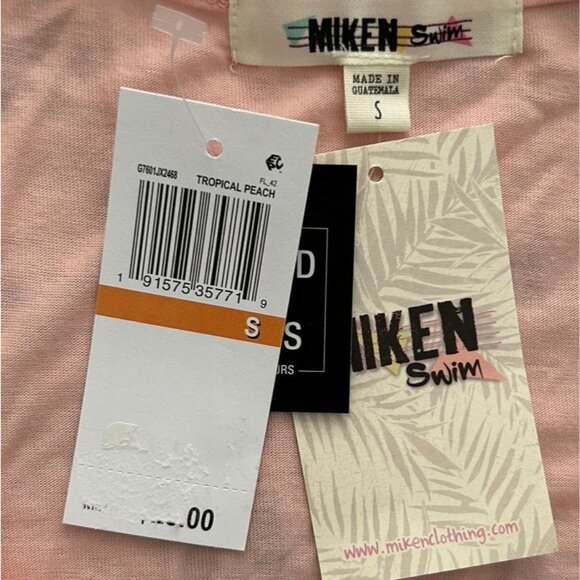 MIKEN Swim
MADE IN
GUATEMALA
S
G7601JX2468
FL_42
TROPICAL PEACH
1 91575 35771 9
S
.00
D
S
URS
MIKEN
Swim
www.mikenclothing.com